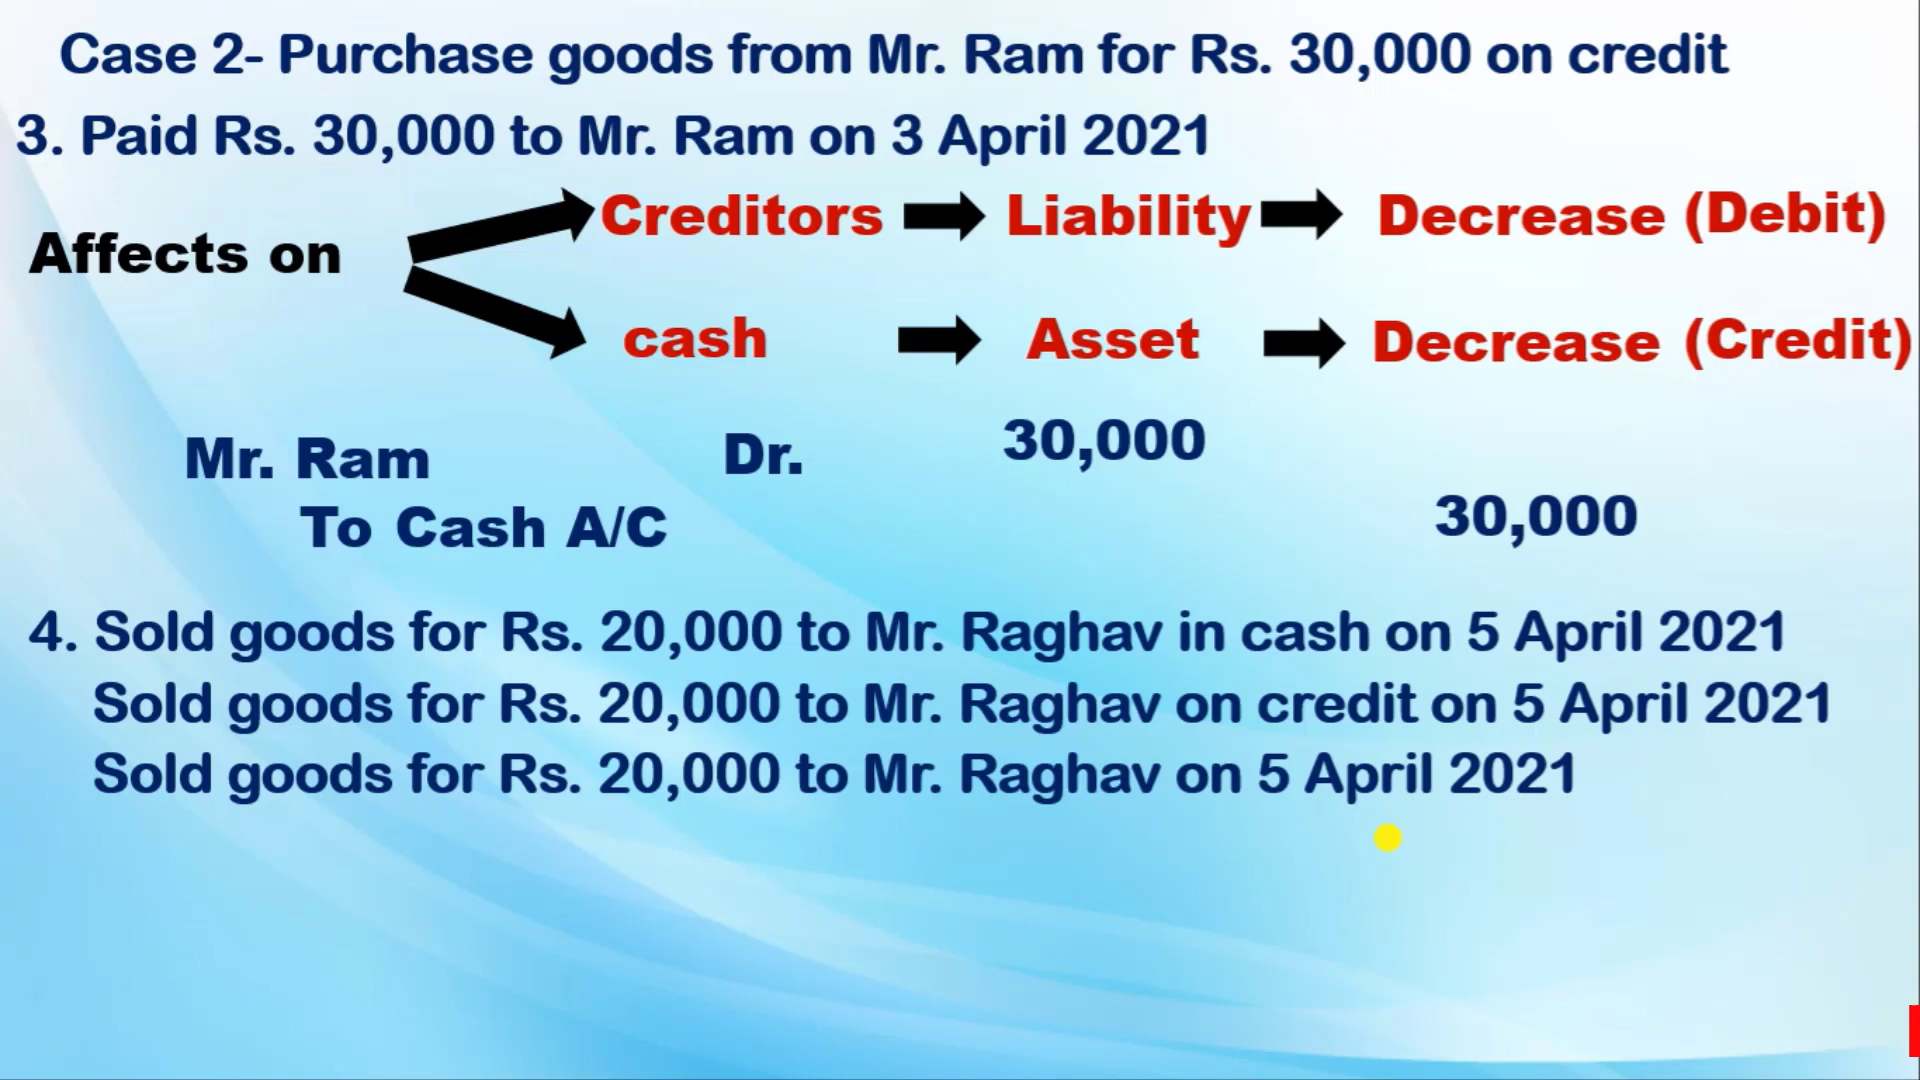 Case 2- Purchase goods from Mr. Ram for Rs. 30,000 on credit
3. Paid Rs. 30,000 to Mr. Ram on 3 April 2021
Affects on
Creditors Liability Decrease (Debit)
cash Asset Decrease (Credit)
Mr. Ram Dr. 30,000
To Cash A/C 30,000
4. Sold goods for Rs. 20,000 to Mr. Raghav in cash on 5 April 2021
Sold goods for Rs. 20,000 to Mr. Raghav on credit on 5 April 2021
Sold goods for Rs. 20,000 to Mr. Raghav on 5 April 2021